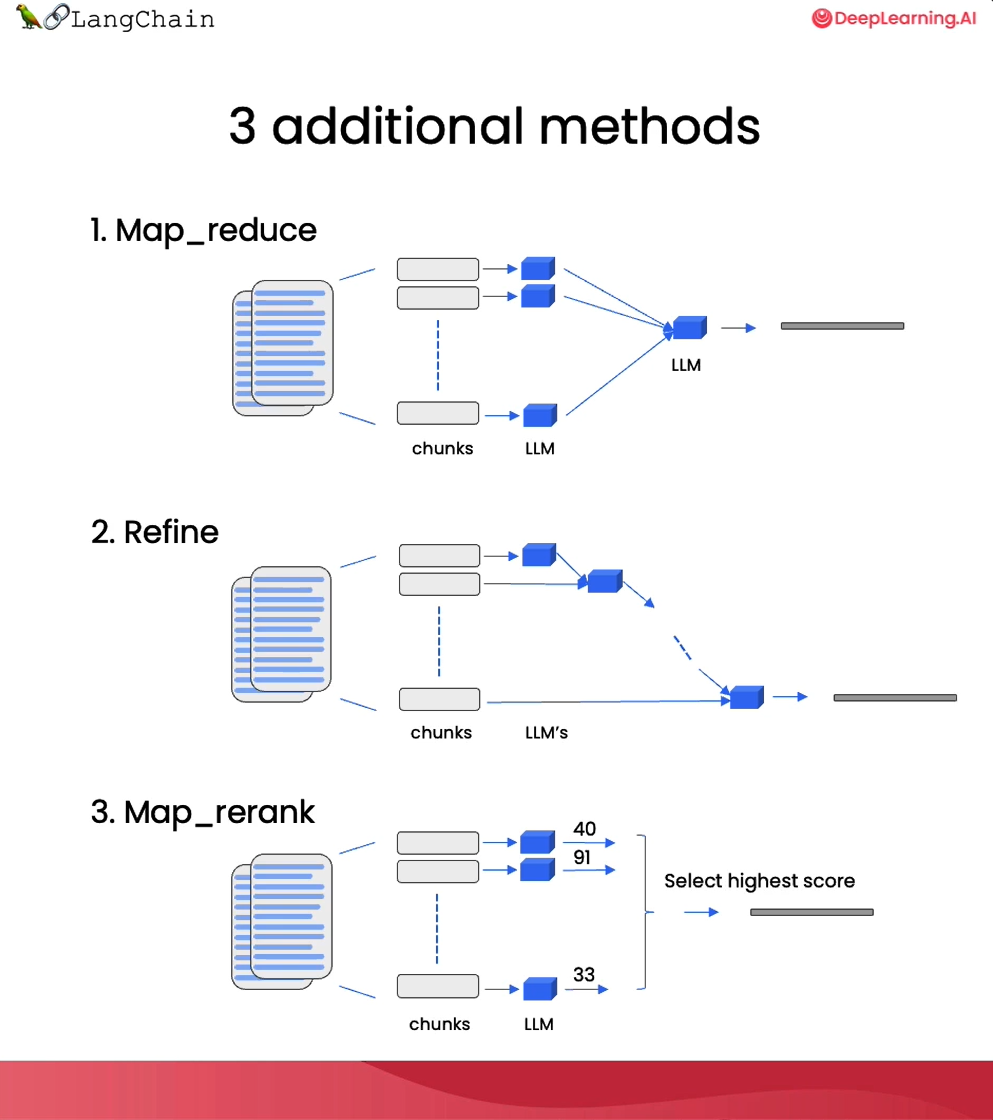 LangChain
DeepLearning.AI
3 additional methods
1. Map_reduce
LLM
chunks
LLM
2. Refine
chunks
LLM's
3. Map_rerank
40
91
Select highest score
33
chunks
LLM